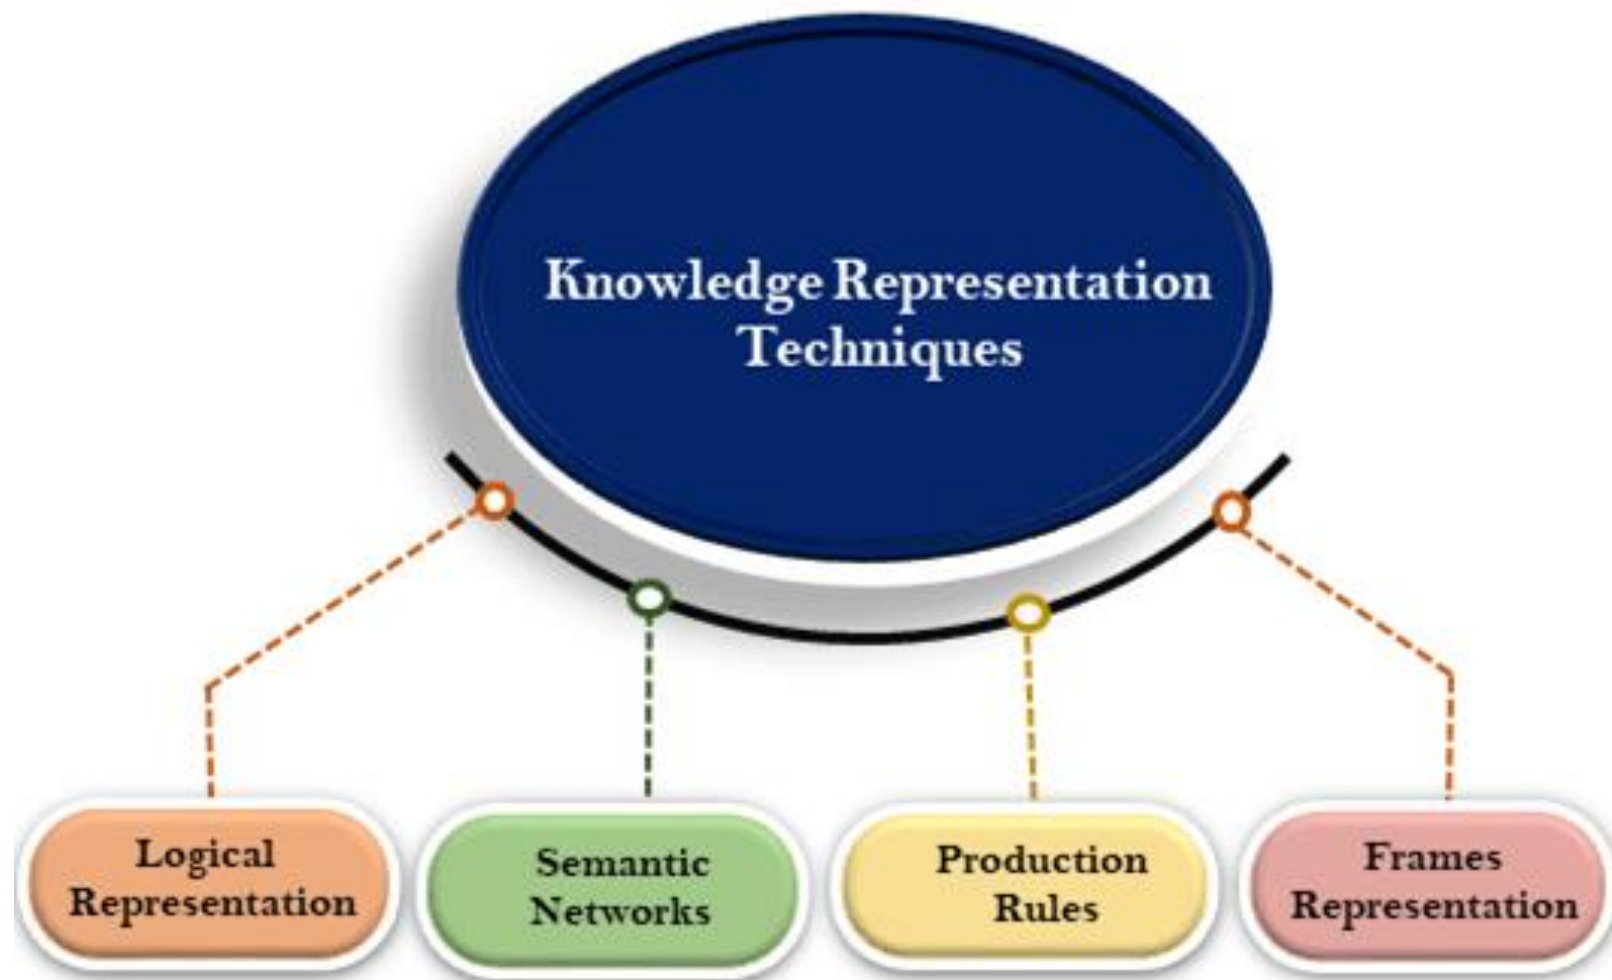 Knowledge Representation
Techniques
Logical
Representation
Semantic
Networks
Production
Rules
Frames
Representation